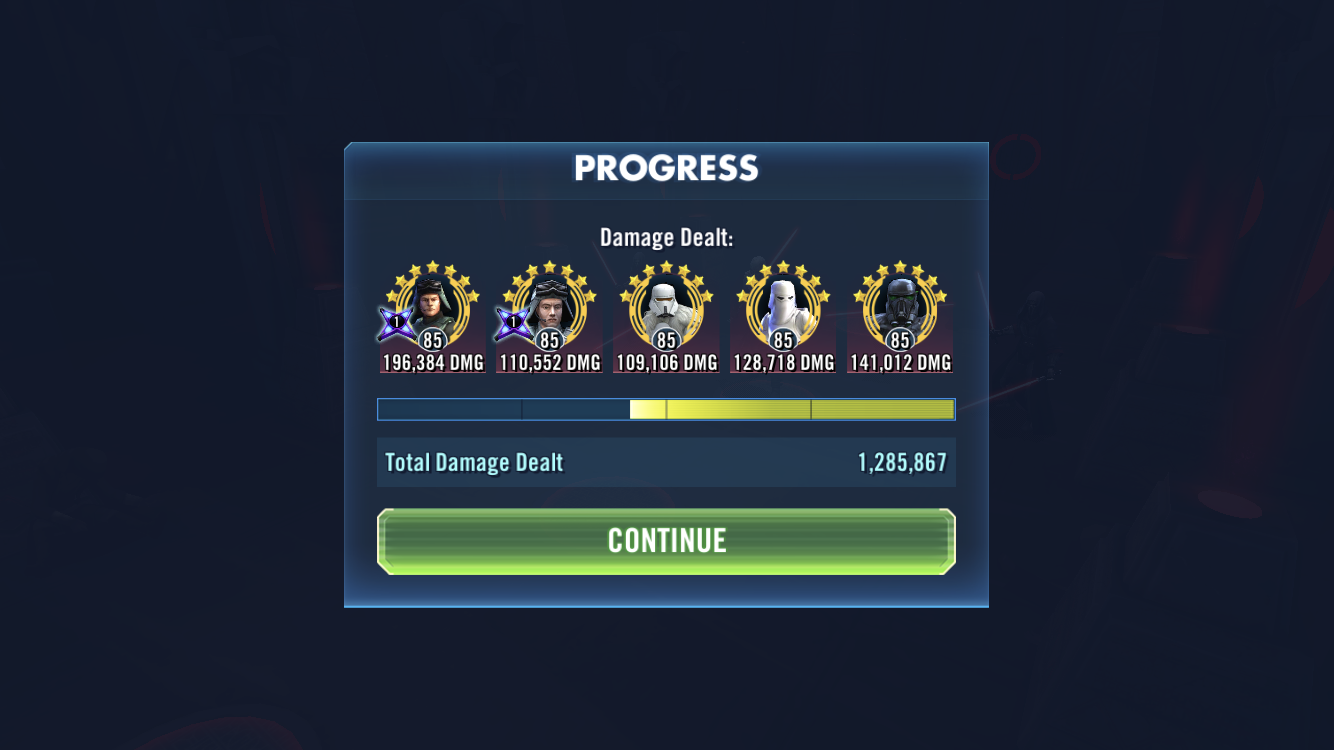 PROGRESS
Damage Dealt:
1 85 1 85 85 85 85
196,384 DMG 110,552 DMG 109,106 DMG 128,718 DMG 141,012 DMG
Total Damage Dealt 1,285,867
CONTINUE